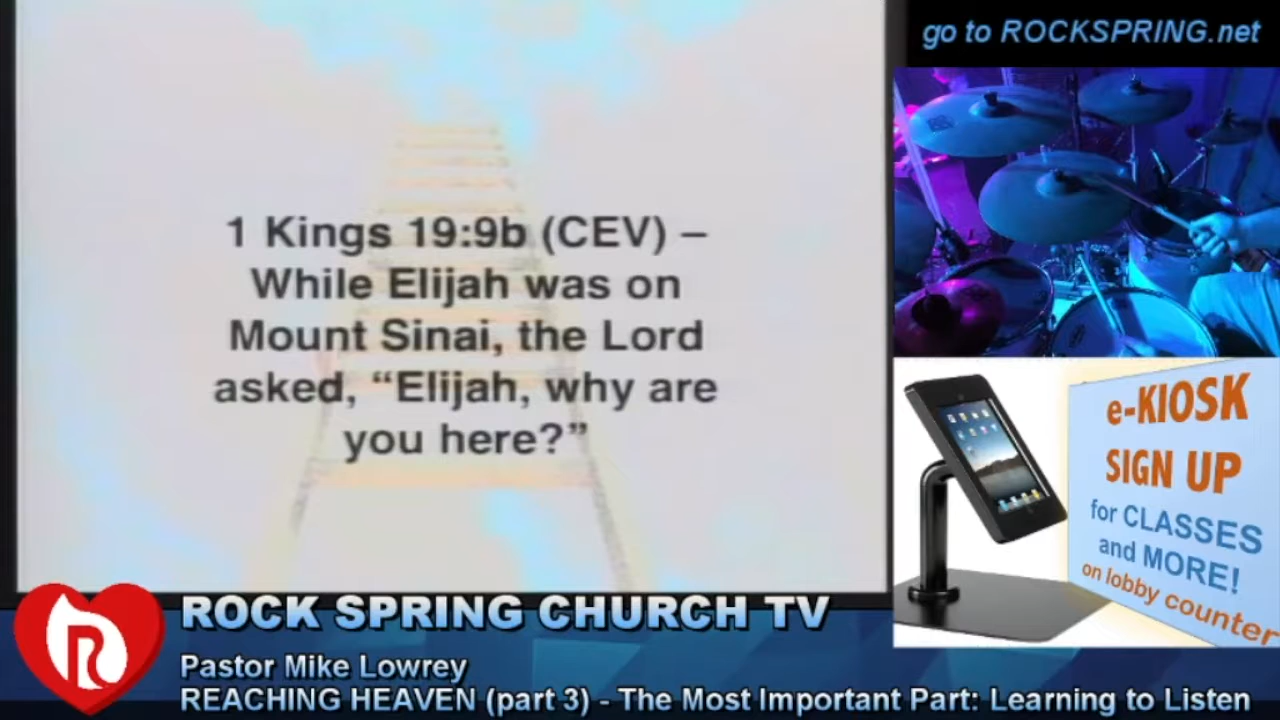 go to ROCKSPRING.net
1 Kings 19:9b (CEV) –
While Elijah was on
Mount Sinai, the Lord
asked, “Elijah, why are
you here?”
e-KIOSK
SIGN UP
for CLASSES
and MORE!
on lobby counter
R
ROCK SPRING CHURCH TV
Pastor Mike Lowrey
REACHING HEAVEN (part 3) - The Most Important Part: Learning to Listen